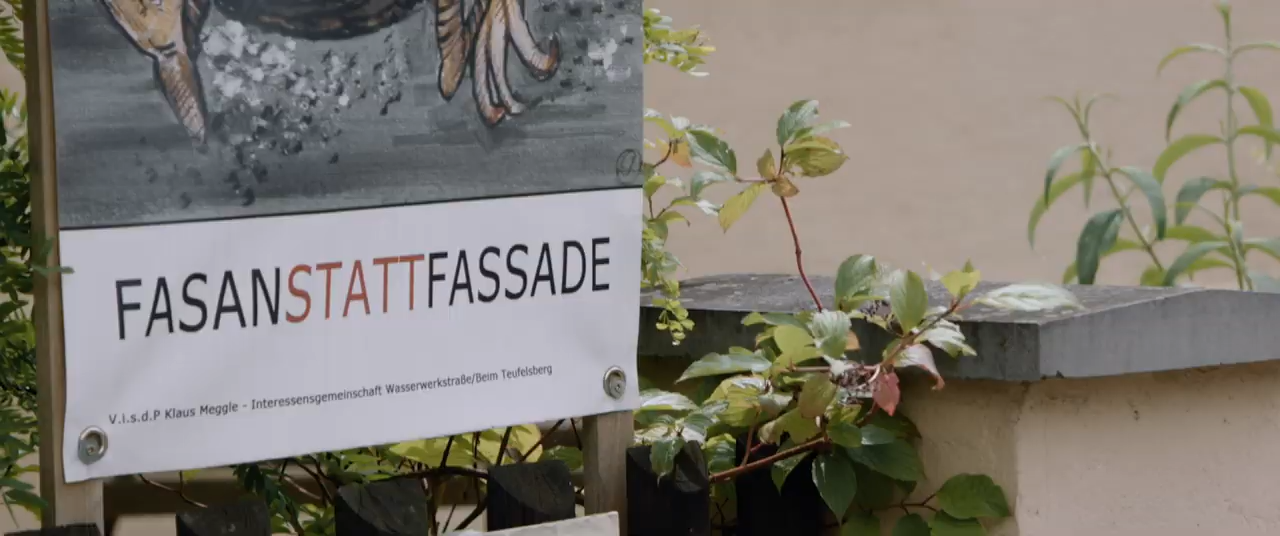 FASANSTATTFASSADE
V.i.s.d.P Klaus Meggle - Interessensgemeinschaft Wasserwerkstraße/Beim Teufelsberg